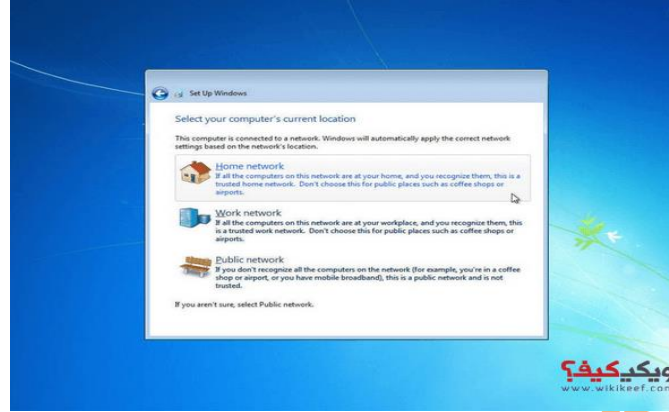 Set Up Windows
Select your computer's current location
This computer is connected to a network. Windows will automatically apply the correct network
settings based on the network's location.
Home network
If all the computers on this network are at your home, and you recognize them, this is a
trusted home network. Don't choose this for public places such as coffee shops or
airports.
Work network
If all the computers on this network are at your workplace, and you recognize them, this
is a trusted work network. Don't choose this for public places such as coffee shops or
airports.
Public network
If you don't recognize all the computers on the network (for example, you're in a coffee
shop or airport, or you have mobile broadband), this is a public network and is not
trusted.
If you aren't sure, select Public network.
ويكيكيف؟
www.wikikeef.com